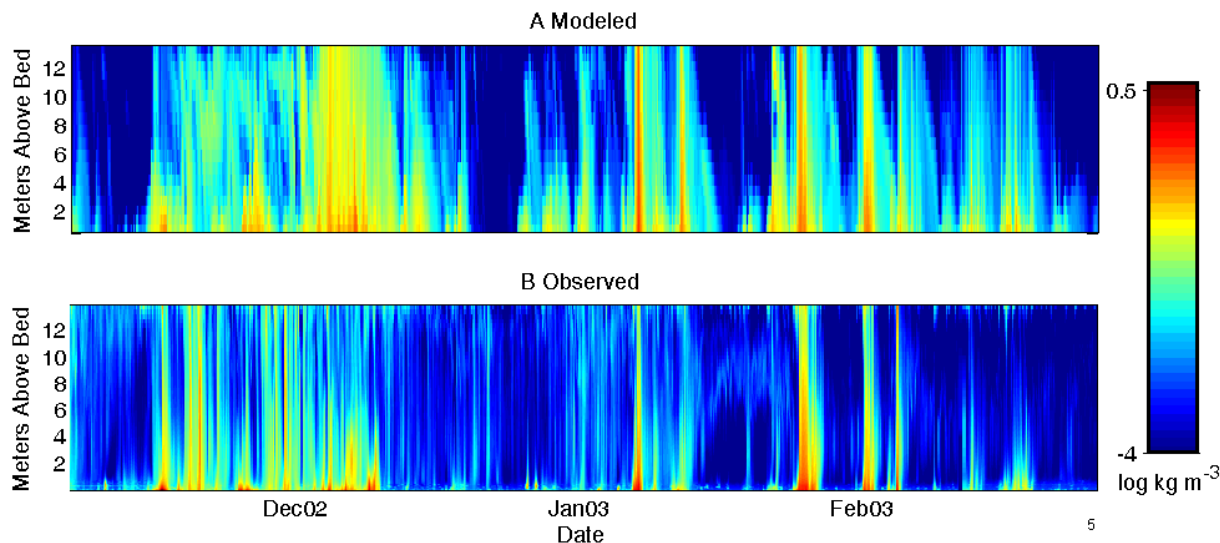 A Modeled
Meters Above Bed
12
10
8
6
4
2
B Observed
Meters Above Bed
12
10
8
6
4
2
Dec02 Jan03 Feb03
Date
0.5
-4
log kg m⁻³
5